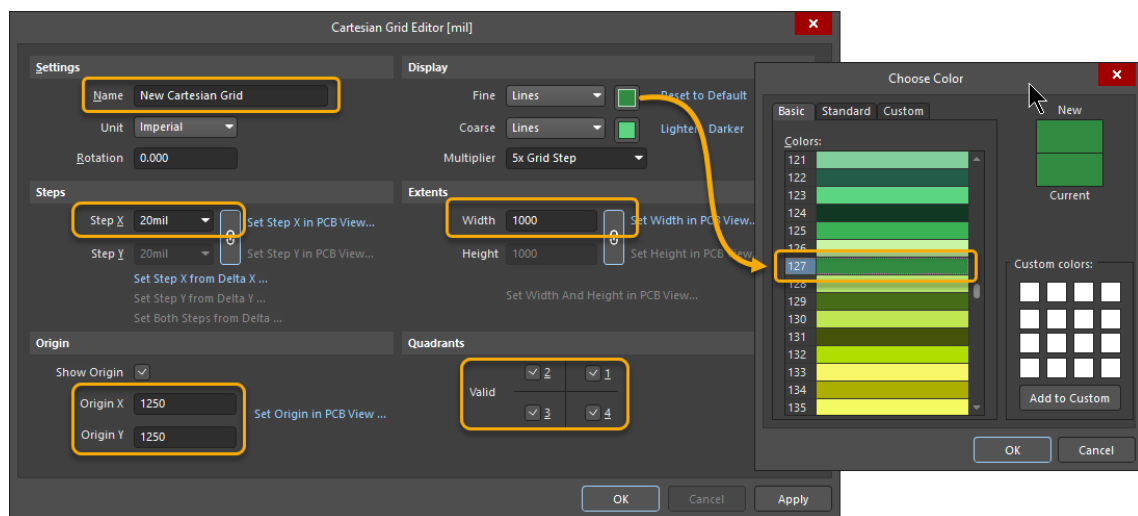 Cartesian Grid Editor [mil]
Settings
Name New Cartesian Grid
Unit Imperial
Rotation 0.000
Steps
Step X 20mil Set Step X in PCB View...
Step Y 20mil Set Step Y in PCB View...
Set Step X from Delta X ...
Set Step Y from Delta Y ...
Set Both Steps from Delta ...
Origin
Show Origin
Origin X 1250
Set Origin in PCB View ...
Origin Y 1250
Display
Fine Lines Reset to Default
Coarse Lines Lighter Darker
Multiplier 5x Grid Step
Extents
Width 1000 Set Width in PCB View..
Height 1000 Set Height in PCB View
Set Width And Height in PCB View...
Quadrants
Valid
2 1
3 4
OK Cancel Apply
Choose Color
Basic Standard Custom
Colors:
121
122
123
124
125
126
127
128
129
130
131
132
133
134
135
New
Current
Custom colors:
Add to Custom
OK Cancel